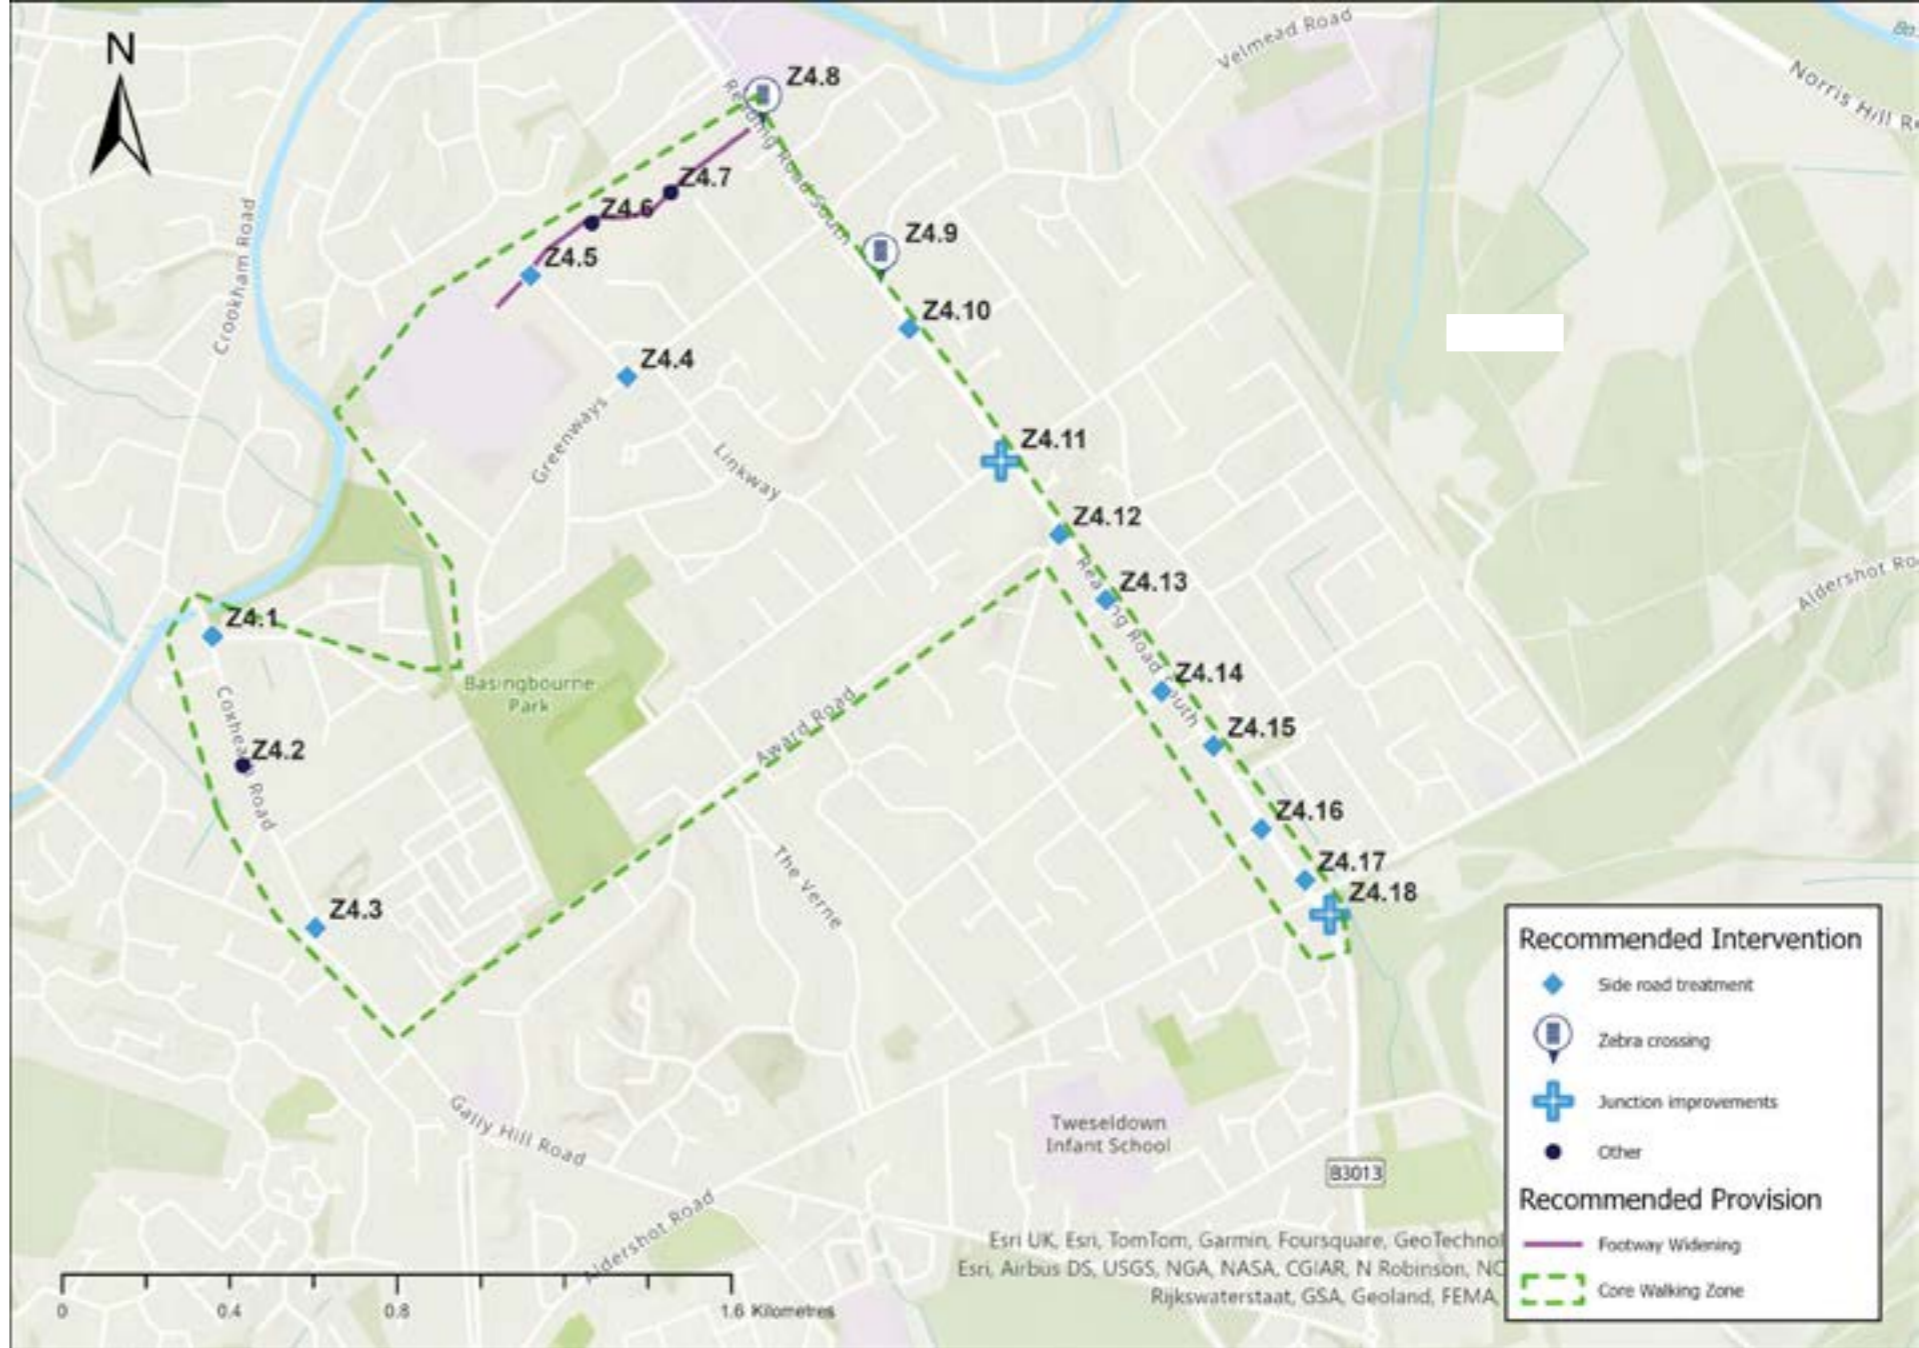 N
Velmead Road
Norris Hill
Z4.8
Reading Road South
Z4.7
Z4.6
Z4.5
Z4.9
Crookham Road
Z4.10
Z4.4
Greenways
Linkway
Z4.11
Z4.12
Z4.13
Reading Road South
Aldershot
Z4.1
Z4.14
Basingbourne
Park
Coxheath Road
Award Road
Z4.15
Z4.2
Z4.16
The Verne
Z4.17
Z4.18
Z4.3
Gally Hill Road
Tweseldown
Infant School
B3013
Aldershot Road
Recommended Intervention
Side road treatment
Zebra crossing
Junction improvements
Other
Recommended Provision
Footway Widening
Core Walking Zone
Esri UK, Esri, TomTom, Garmin, Foursquare,
Esri, Airbus DS, USGS, NGA, NASA, CGIAR, N Robinson,
Rijkswaterstaat, GSA, Geoland, FEMA,
0 0.4 0.8 1.6 Kilometres